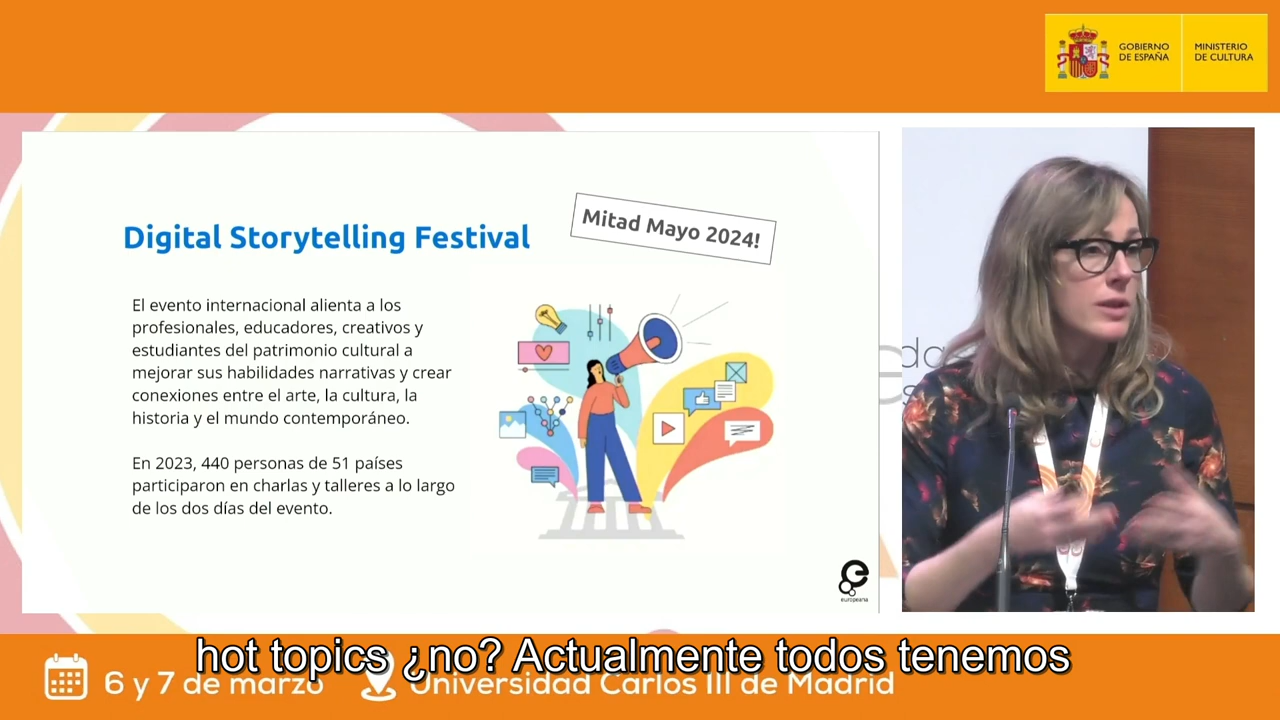 GOBIERNO
DE ESPAÑA
MINISTERIO
DE CULTURA
Digital Storytelling Festival
Mitad Mayo 2024!
El evento internacional alienta a los
profesionales, educadores, creativos y
estudiantes del patrimonio cultural a
mejorar sus habilidades narrativas y crear
conexiones entre el arte, la cultura, la
historia y el mundo contemporáneo.
En 2023, 440 personas de 51 países
participaron en charlas y talleres a lo largo
de los dos días del evento.
europeana
hot topics ¿no? Actualmente todos tenemos
6 y 7 de marzo
Universidad Carlos III de Madrid